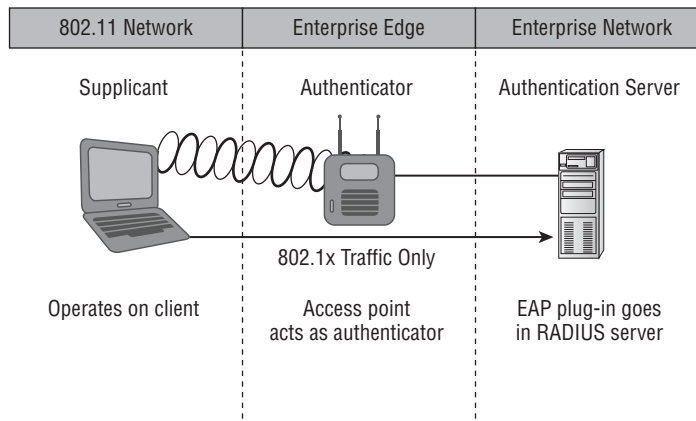 802.11 Network
Enterprise Edge
Enterprise Network
Supplicant
Authenticator
Authentication Server
802.1x Traffic Only
Operates on client
Access point
acts as authenticator
EAP plug-in goes
in RADIUS server